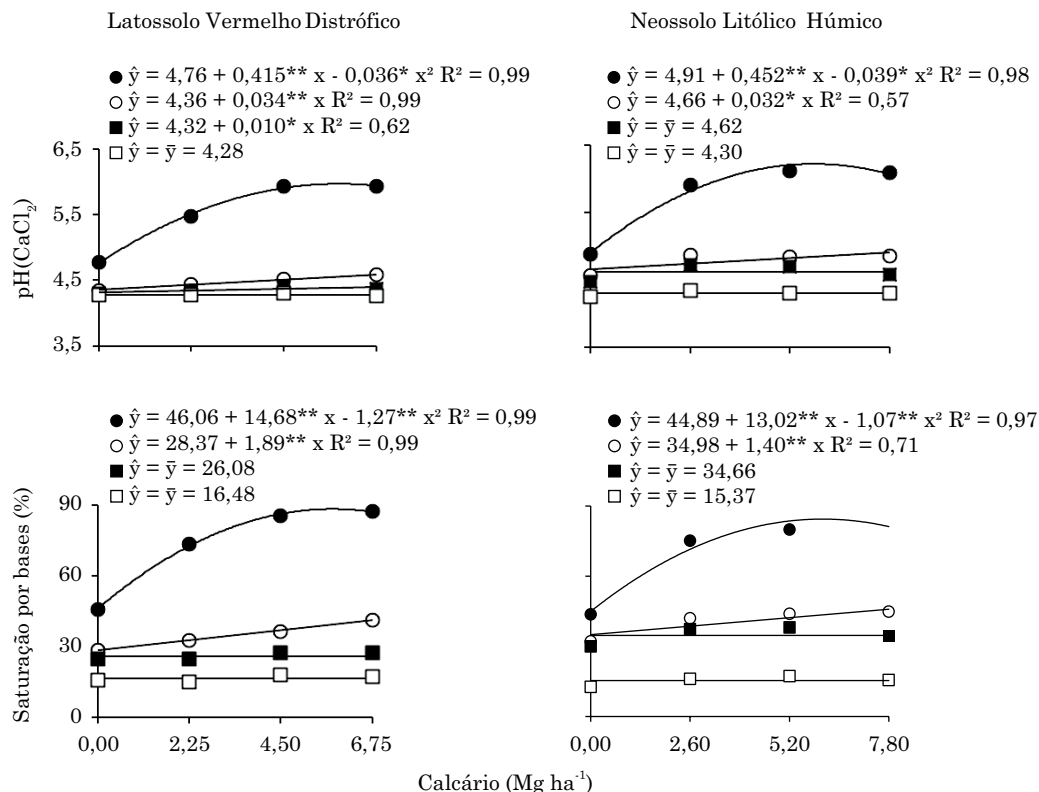 Latossolo Vermelho Distrófico
Neossolo Litólico Húmico
● ŷ = 4,76 + 0,415** x - 0,036* x² R² = 0,99
○ ŷ = 4,36 + 0,034** x R² = 0,99
■ ŷ = 4,32 + 0,010* x R² = 0,62
□ ŷ = ȳ = 4,28
● ŷ = 4,91 + 0,452** x - 0,039* x² R² = 0,98
○ ŷ = 4,66 + 0,032* x R² = 0,57
■ ŷ = ȳ = 4,62
□ ŷ = ȳ = 4,30
pH(CaCl₂)
6,5
5,5
4,5
3,5
● ŷ = 46,06 + 14,68** x - 1,27** x² R² = 0,99
○ ŷ = 28,37 + 1,89** x R² = 0,99
■ ŷ = ȳ = 26,08
□ ŷ = ȳ = 16,48
● ŷ = 44,89 + 13,02** x - 1,07** x² R² = 0,97
○ ŷ = 34,98 + 1,40** x R² = 0,71
■ ŷ = ȳ = 34,66
□ ŷ = ȳ = 15,37
Saturação por bases (%)
90
60
30
0
0,00 2,25 4,50 6,75
0,00 2,60 5,20 7,80
Calcário (Mg ha⁻¹)